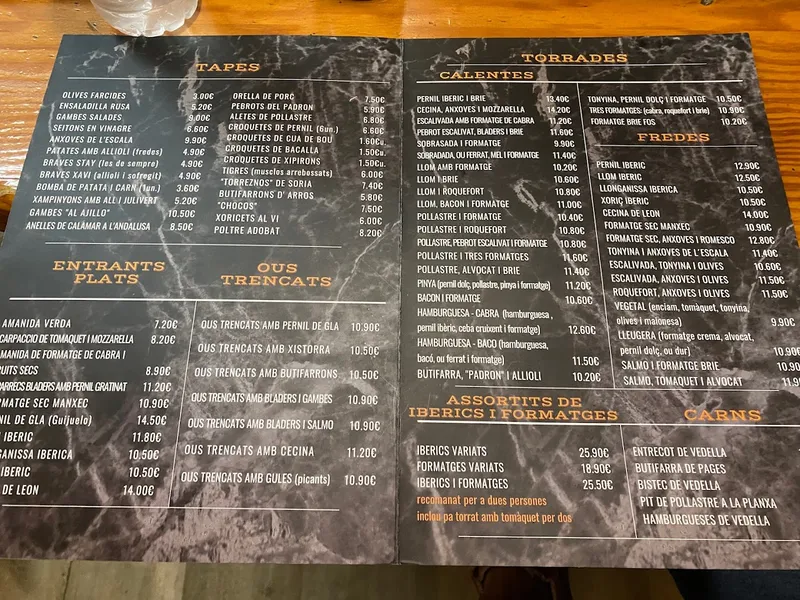 TAPES
OLIVES FARCIDES 3.00€
ENSALADILLA RUSA 5.20€
GAMBES SALADES 9.00€
SEITONS EN VINAGRE 6.60€
ANXOVES DE L'ESCALA 9.90€
PATATES AMB ALLIOLI (fredes) 4.90€
BRAVES STAY (les de sempre) 4.90€
BRAVES XAVI (allioli i sofregit) 4.90€
BOMBA DE PATATA I CARN (1un.) 3.60€
XAMPINYONS AMB ALL I JULIVERT 5.20€
GAMBES "AL AJILLO" 10.50€
ANELLES DE CALÀMAR A L'ANDALUSA 8.50€
ORELLA DE PORÇ 7.50€
PEBROTS DEL PADRON 5.90€
ALETES DE POLLASTRE 6.80€
CROQUETES DE PERNIL (6un.) 6.60€
CROQUETES DE CUA DE BOU 1.60€u.
CROQUETES DE BACALLA 1.50€u.
CROQUETES DE XIPIRONS 1.50€u.
TIGRES (musclos arrebossats) 6.00€
"TORREZNOS" DE SORIA 7.40€
BUTIFARRONS D' ARROS 5.80€
"CHOCOS" 7.50€
XORICETS AL VI 6.00€
POLTRE ADOBAT 8.20€
ENTRANTS
PLATS
AMANIDA VERDA 7.20€
CARPACCIO DE TOMAQUET I MOZZARELLA 8.20€
MANIDA DE FORMATGE DE CABRA I
UITS SECS 8.90€
ARRECS BLADERS AMB PERNIL GRATINAT 11.20€
MATGE SEC MANXEC 10.90€
NIL DE GLA (Guijuelo) 14.50€
IBERIC 11.80€
GANISSA IBERICA 10.50€
IBERIC 10.50€
DE LEON 14.00€
OUS
TRENCATS
OUS TRENCATS AMB PERNIL DE GLA 10.90€
OUS TRENCATS AMB XISTORRA 10.50€
OUS TRENCATS AMB BUTIFARRONS 10.50€
OUS TRENCATS AMB BLADERS I GAMBES 10.90€
OUS TRENCATS AMB BLADERS I SALMO 10.90€
OUS TRENCATS AMB CECINA 11.20€
OUS TRENCATS AMB GULES (picants) 10.90€
TORRADES
CALENTES
PERNIL IBERIC I BRIE 13.40€
CECINA, ANXOVES I MOZZARELLA 14.20€
ESCALIVADA AMB FORMATGE DE CABRA 11.20€
PEBROT ESCALIVAT, BLADERS I BRIE 11.60€
SOBRASADA I FORMATGE 9.90€
SOBRADADA, OU FERRAT, MEL I FORMATGE 11.40€
LLOM AMB FORMATGE 10.20€
LLOM I BRIE 10.60€
LLOM I ROQUEFORT 10.80€
LLOM, BACON I FORMATGE 11.00€
POLLASTRE I FORMATGE 10.40€
POLLASTRE I ROQUEFORT 10.80€
POLLASTRE, PEBROT ESCALIVAT I FORMATGE 10.80€
POLLASTRE I TRES FORMATGES 11.60€
POLLASTRE, ALVOCAT I BRIE 11.40€
PINYA (pernil dolç, pollastre, pinya i formatge) 11.20€
BACON I FORMATGE 10.60€
HAMBURGUESA - CABRA (hamburguesa ,
pernil ibèric, ceba cruixent i formatge) 12.60€
HAMBURGUESA - BACO (hamburguesa,
bacó, ou ferrat i formatge) 11.50€
BUTIFARRA, "PADRON" I ALLIOLI 10.20€
TONYINA, PERNIL DOLÇ I FORMATGE 10.50€
TRES FORMATGES: (cabra, roquefort i brie) 10.90€
FORMATGE BRIE FOS 10.20€
FREDES
PERNIL IBERIC 12.90€
LLOM IBERIC 12.50€
LLONGANISSA IBERICA 10.50€
XORIÇ IBERIC 10.50€
CECINA DE LEON 14.00€
FORMATGE SEC MANXEC 10.90€
FORMATGE SEC, ANXOVES I ROMESCO 12.80€
TONYINA I ANXOVES DE L'ESCALA 11.40€
ESCALIVADA, TONYINA I OLIVES 10.60€
ESCALIVADA, ANXOVES I OLIVES 11.50€
ROQUEFORT, ANXOVES I OLIVES 11.50€
VEGETAL (enciam, tomàquet, tonyina,
olives i maionesa) 9.90€
LLEUGERA (formatge crema, alvocat,
pernil dolç, ou dur) 10.90€
SALMO I FORMATGE BRIE 10.90
SALMO, TOMAQUET I ALVOCAT 11.9
ASSORTITS DE
IBERICS I FORMATGES
IBERICS VARIATS 25.90€
FORMATGES VARIATS 18.90€
IBERICS I FORMATGES 25.50€
recomanat per a dues persones
inclou pa torrat amb tomàquet per dos
CARNS
ENTRECOT DE VEDELLA
BUTIFARRA DE PAGES
BISTEC DE VEDELLA
PIT DE POLLASTRE A LA PLANXA
HAMBURGUESES DE VEDELLA